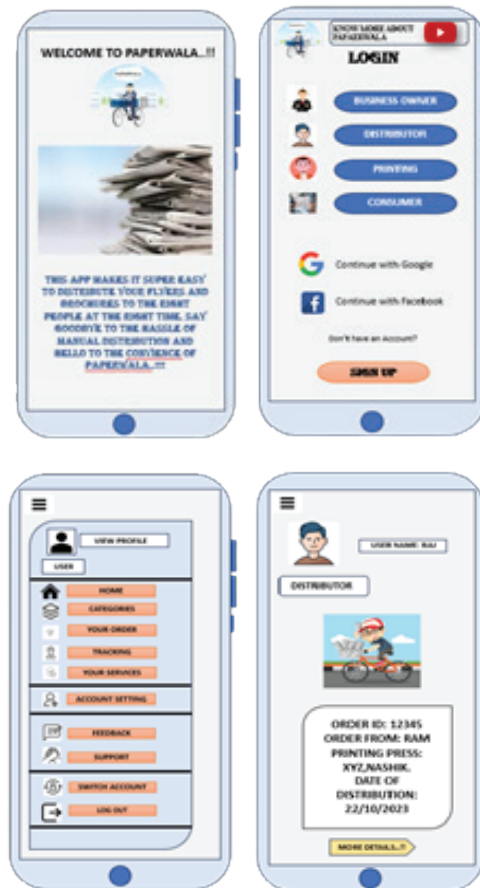 WELCOME TO PAPERWALA..!!
THIS APP MAKES IT SUPER EASY
TO DISTRIBUTE YOUR FLYERS AND
BROCHURES TO THE RIGHT
PEOPLE AT THE RIGHT TIME. SAY
GOODBYE TO THE HASSLE OF
MANUAL DISTRIBUTION AND
HELLO TO THE CONVIENCE OF
PAPERWALA..!!!
KNOW MORE ABOUT
LOGIN
BUSINESS OWNER
DISTRIBUTOR
PRINTING
CONSUMER
Continue with Google
Continue with Facebook
Don't have an Account?
SIGN UP
VIEW PROFILE
USER
HOME
CATEGORIES
YOUR ORDER
TRACKING
YOUR SERVICES
ACCOUNT SETTING
FEEDBACK
SUPPORT
SWITCH ACCOUNT
LOG OUT
USER NAME: RAJ
DISTRIBUTOR
ORDER ID: 12345
ORDER FROM: RAM
PRINTING PRESS:
XYZ,NASHIK.
DATE OF
DISTRIBUTION:
22/10/2023
MORE DETAILS..!!